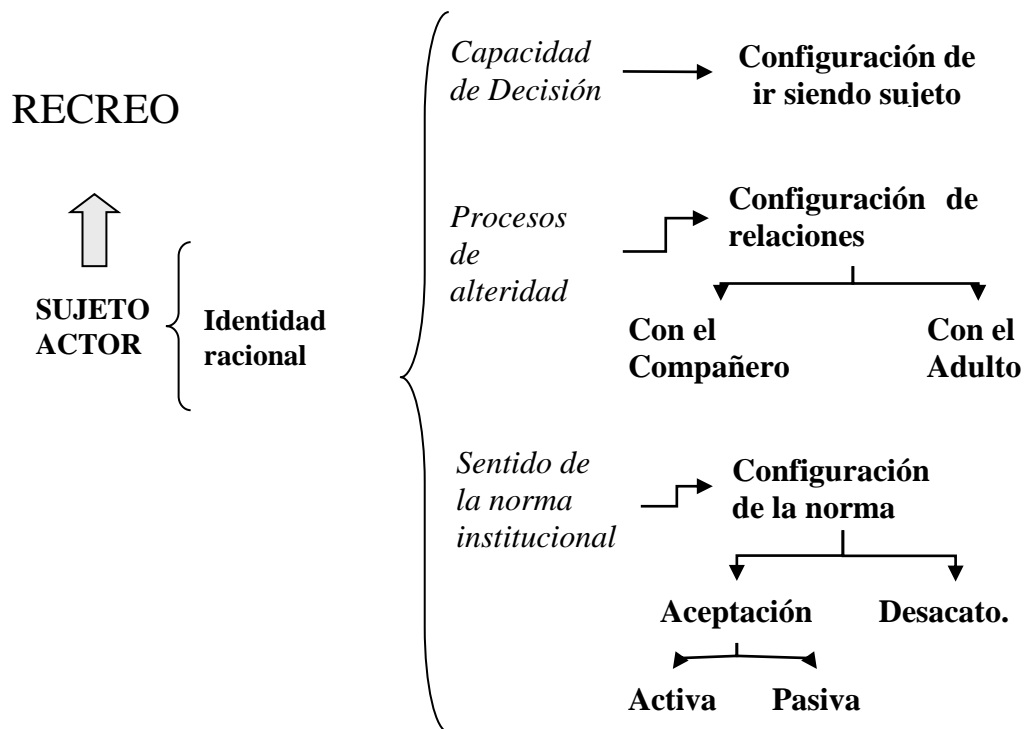 RECREO
SUJETO
ACTOR
Identidad
racional
Capacidad
de Decisión
Configuración de
ir siendo sujeto
Procesos
de
alteridad
Configuración de
relaciones
Con el
Compañero
Con el
Adulto
Sentido de
la norma
institucional
Configuración
de la norma
Aceptación
Desacato.
Activa
Pasiva